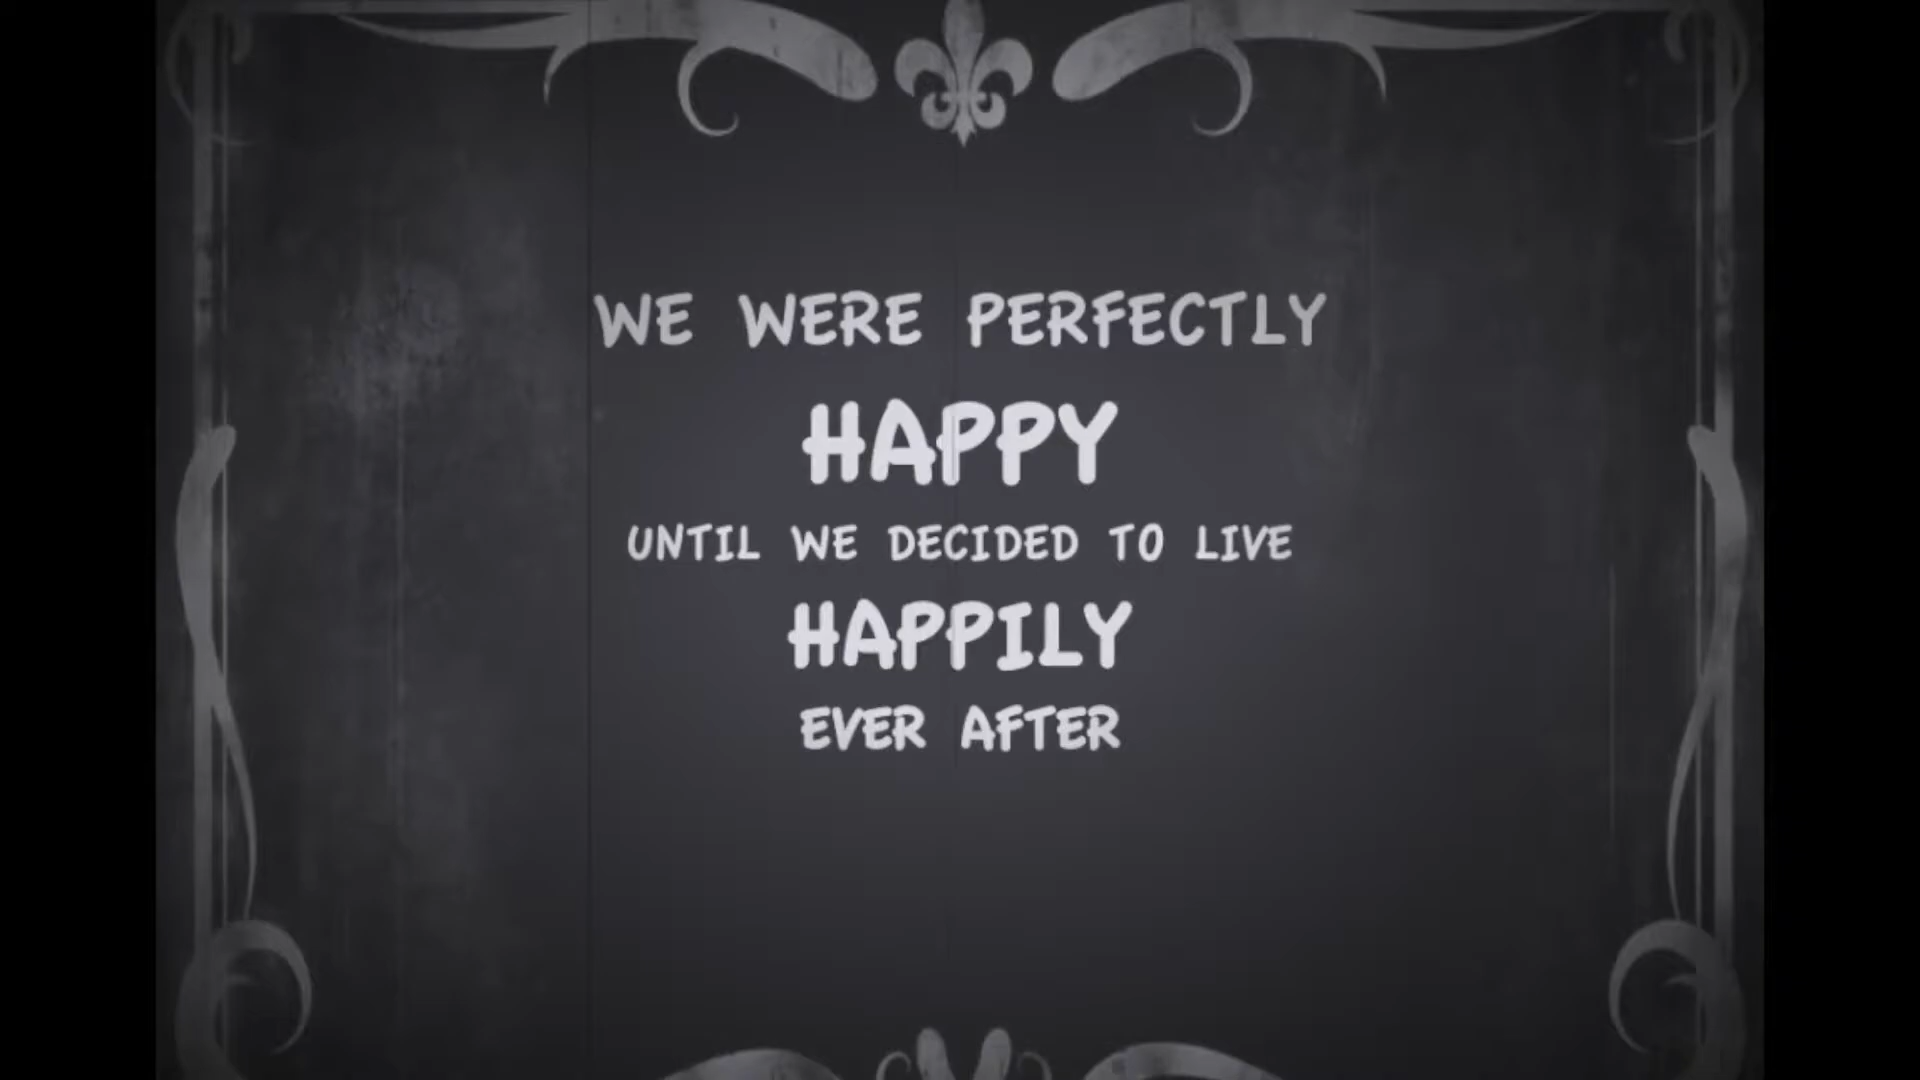 WE WERE PERFECTLY
HAPPY
UNTIL WE DECIDED TO LIVE
HAPPILY
EVER AFTER